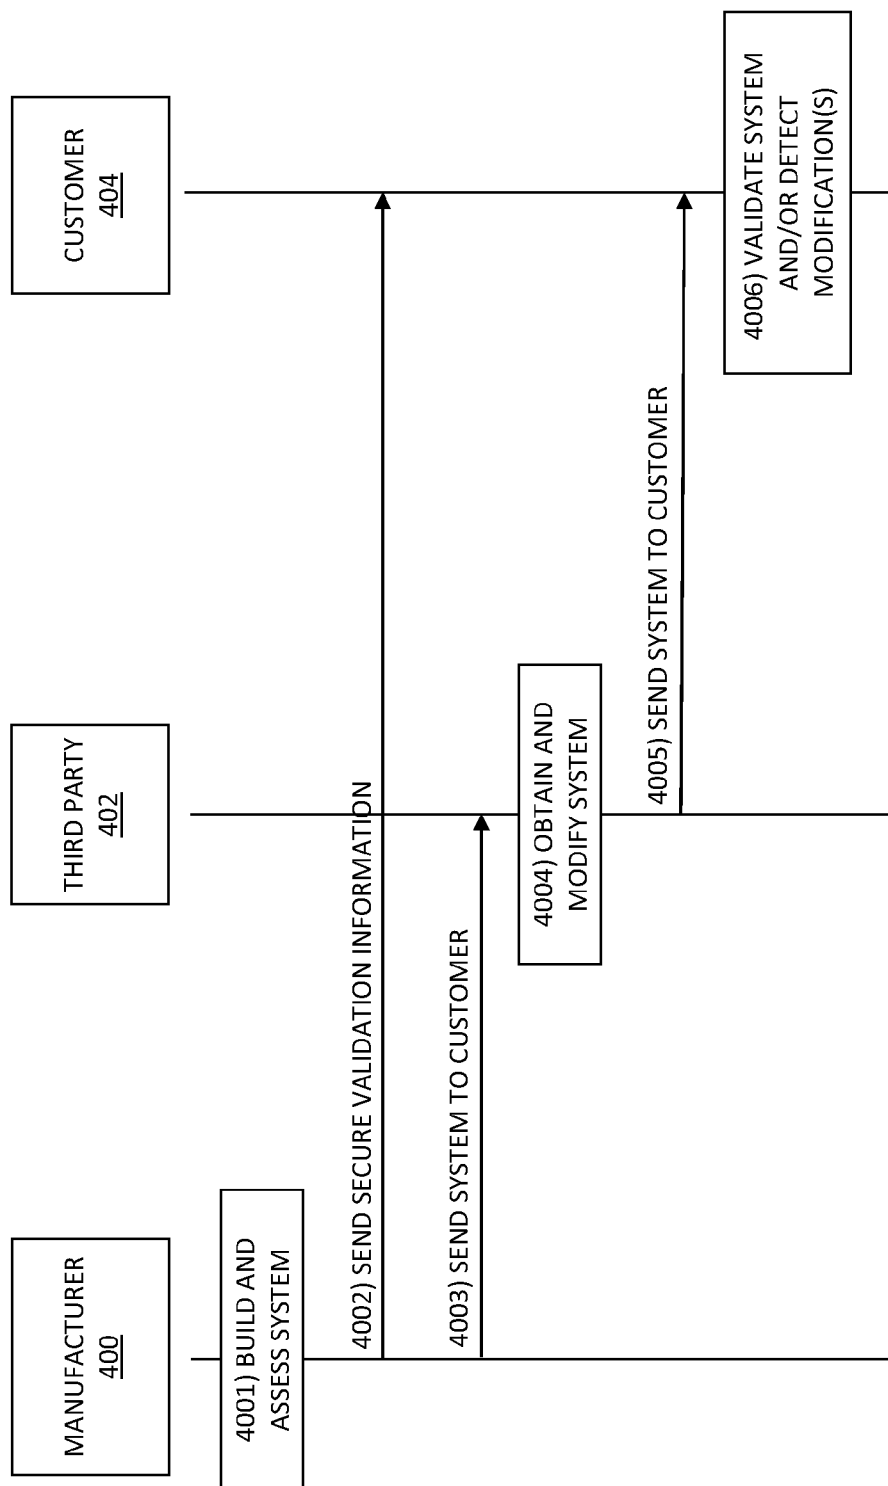 MANUFACTURER
400
THIRD PARTY
402
CUSTOMER
404
4001) BUILD AND
ASSESS SYSTEM
4002) SEND SECURE VALIDATION INFORMATION
4003) SEND SYSTEM TO CUSTOMER
4004) OBTAIN AND
MODIFY SYSTEM
4005) SEND SYSTEM TO CUSTOMER
4006) VALIDATE SYSTEM
AND/OR DETECT
MODIFICATION(S)